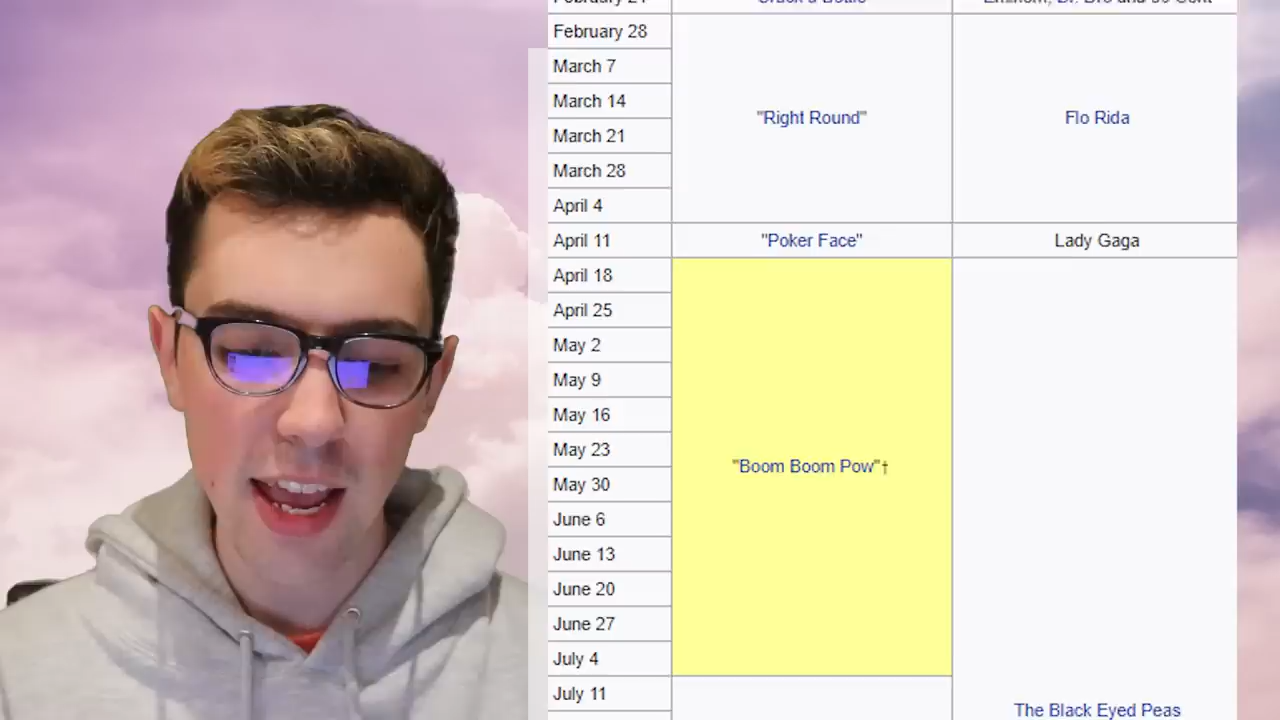 February 28
March 7
March 14
"Right Round"
Flo Rida
March 21
March 28
April 4
April 11
"Poker Face"
Lady Gaga
April 18
April 25
May 2
May 9
May 16
May 23
"Boom Boom Pow"†
May 30
June 6
June 13
June 20
June 27
July 4
July 11
The Black Eyed Peas